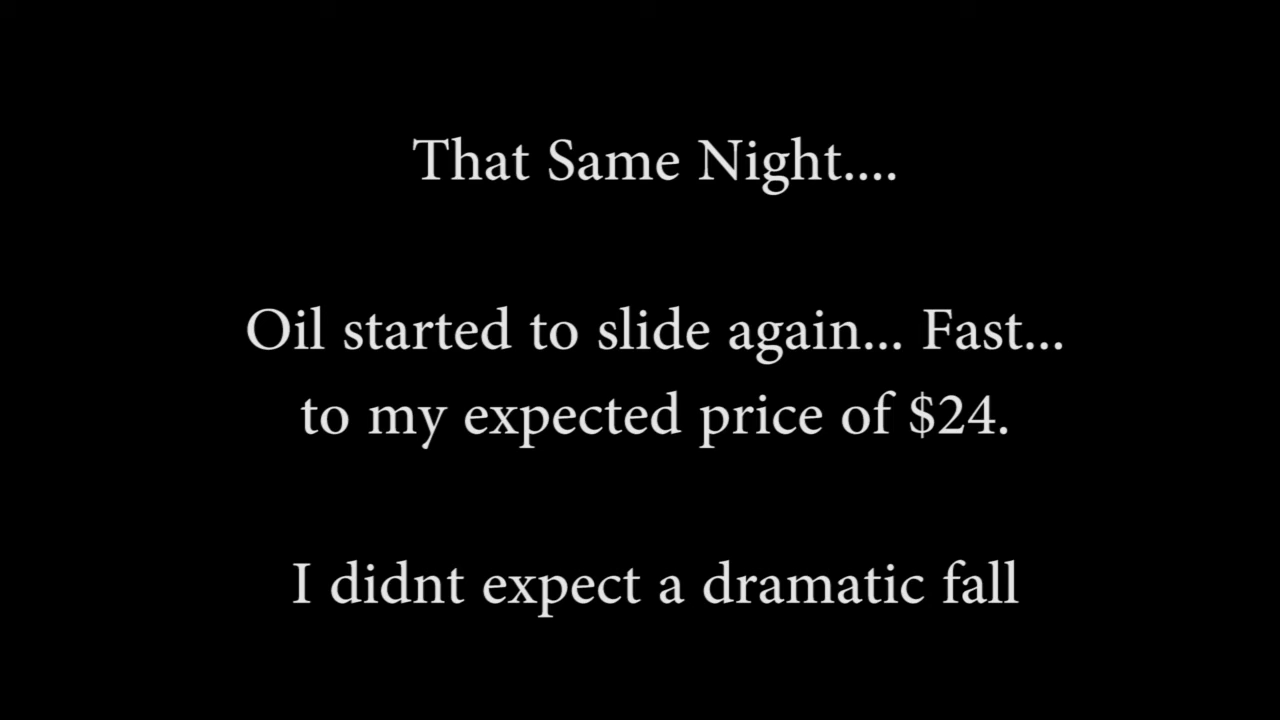 That Same Night....
Oil started to slide again... Fast...
to my expected price of $24.
I didnt expect a dramatic fall